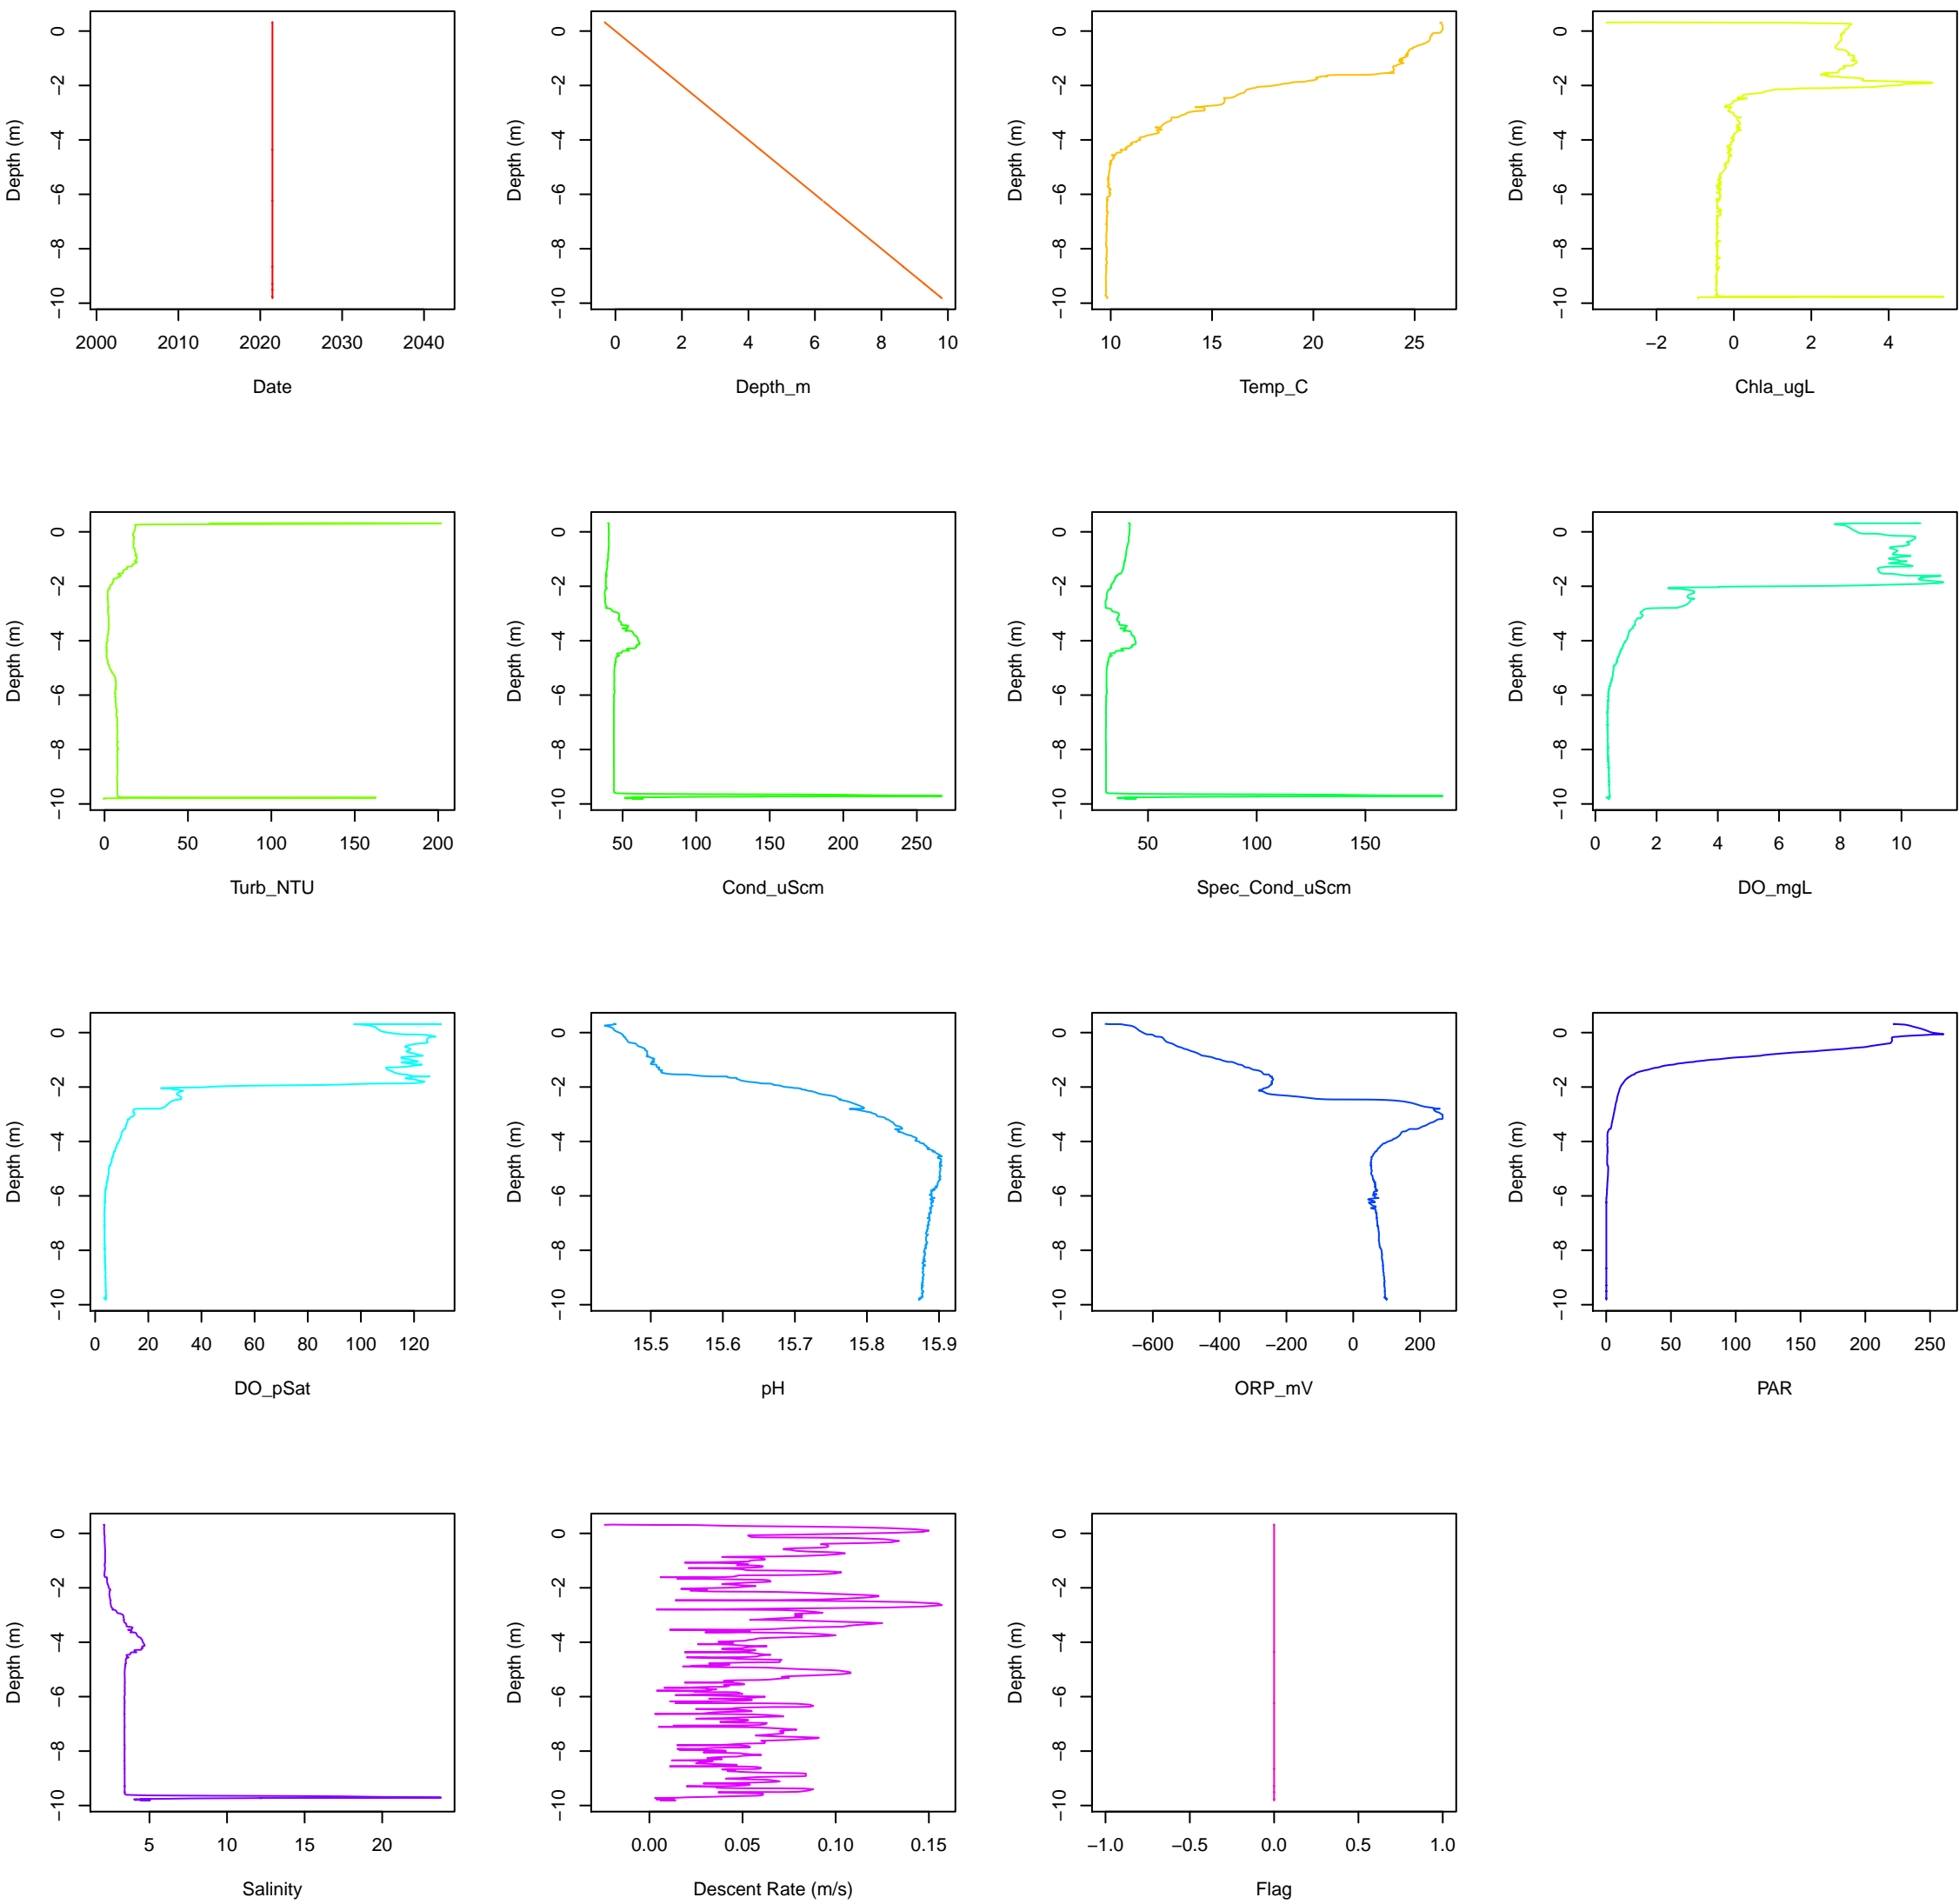 Depth (m)
0
−2
−4
−6
−8
−10
2000 2010 2020 2030 2040
Date
Depth (m)
0
−2
−4
−6
−8
−10
0 2 4 6 8 10
Depth_m
Depth (m)
0
−2
−4
−6
−8
−10
10 15 20 25
Temp_C
Depth (m)
0
−2
−4
−6
−8
−10
−2 0 2 4
Chla_ugL
Depth (m)
0
−2
−4
−6
−8
−10
0 50 100 150 200
Turb_NTU
Depth (m)
0
−2
−4
−6
−8
−10
50 100 150 200 250
Cond_uScm
Depth (m)
0
−2
−4
−6
−8
−10
50 100 150
Spec_Cond_uScm
Depth (m)
0
−2
−4
−6
−8
−10
0 2 4 6 8 10
DO_mgL
Depth (m)
0
−2
−4
−6
−8
−10
0 20 40 60 80 100 120
DO_pSat
Depth (m)
0
−2
−4
−6
−8
−10
15.5 15.6 15.7 15.8 15.9
pH
Depth (m)
0
−2
−4
−6
−8
−10
−600 −400 −200 0 200
ORP_mV
Depth (m)
0
−2
−4
−6
−8
−10
0 50 100 150 200 250
PAR
Depth (m)
0
−2
−4
−6
−8
−10
5 10 15 20
Salinity
Depth (m)
0
−2
−4
−6
−8
−10
0.00 0.05 0.10 0.15
Descent Rate (m/s)
Depth (m)
0
−2
−4
−6
−8
−10
−1.0 −0.5 0.0 0.5 1.0
Flag